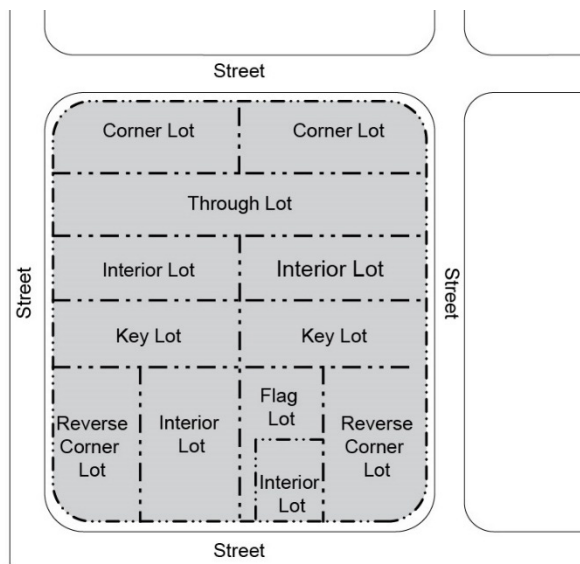 Street
Corner Lot
Corner Lot
Through Lot
Interior Lot
Interior Lot
Street
Street
Key Lot
Key Lot
Reverse
Corner
Lot
Interior
Lot
Flag
Lot
Interior
Lot
Reverse
Corner
Lot
Street